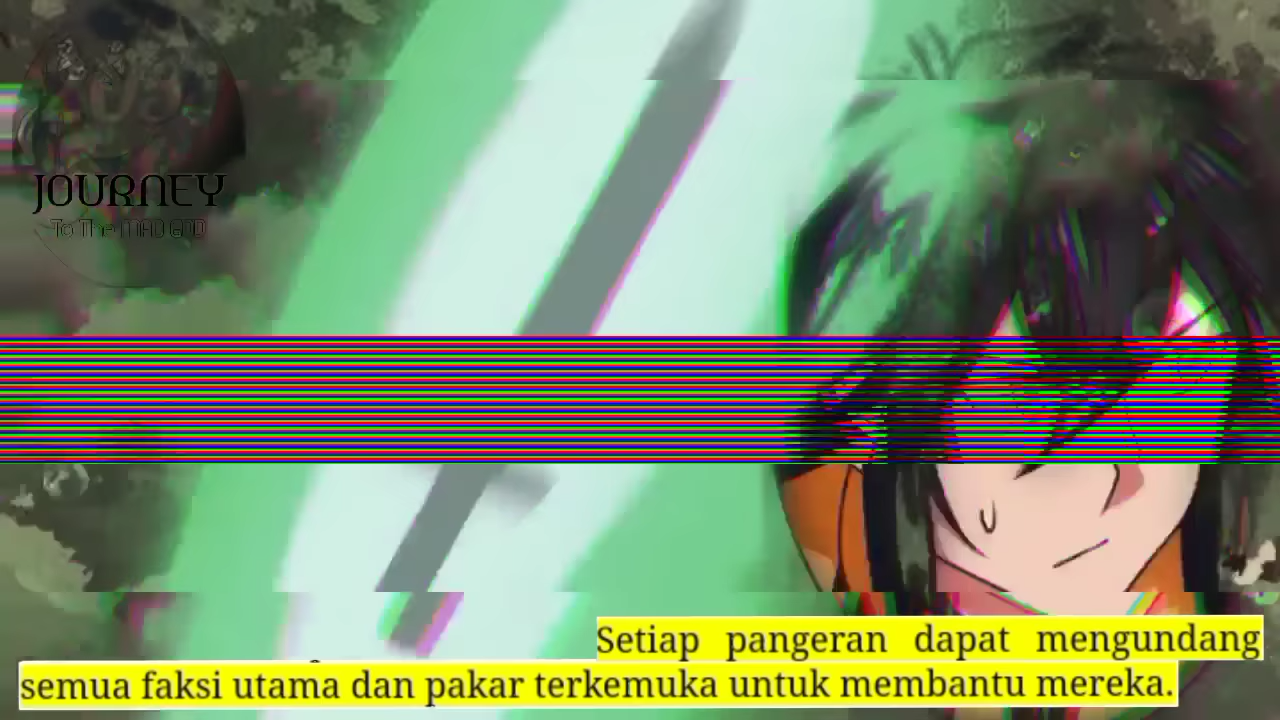 JOURNEY
To The MAD GOD
Setiap pangeran dapat mengundang
semua faksi utama dan pakar terkemuka untuk membantu mereka.